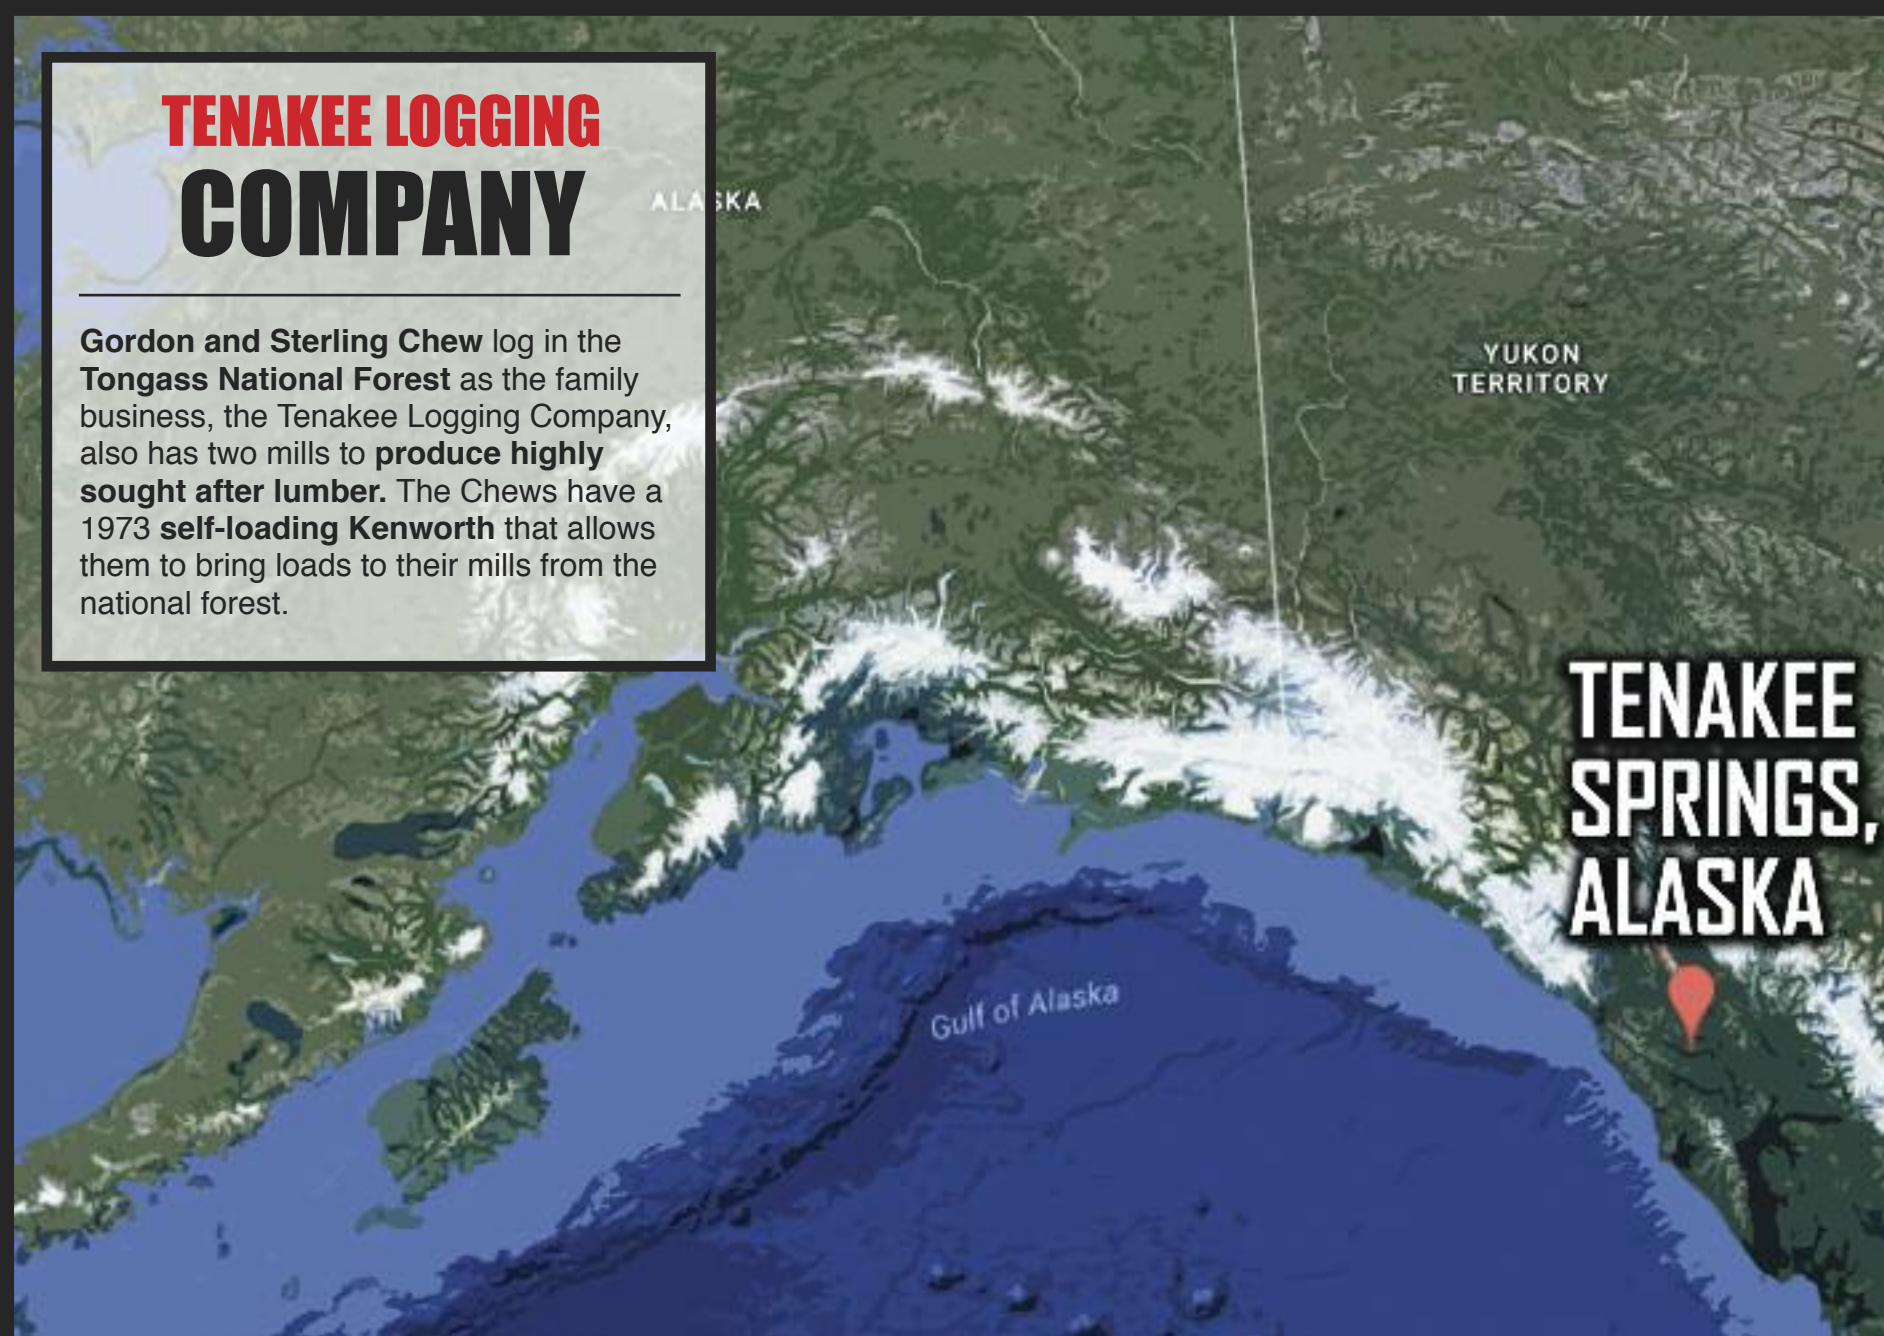 TENAKEE LOGGING
COMPANY
Gordon and Sterling Chew log in the
Tongass National Forest as the family
business, the Tenakee Logging Company,
also has two mills to produce highly
sought after lumber. The Chews have a
1973 self-loading Kenworth that allows
them to bring loads to their mills from the
national forest.
ALASKA
YUKON
TERRITORY
TENAKEE
SPRINGS,
ALASKA
Gulf of Alaska